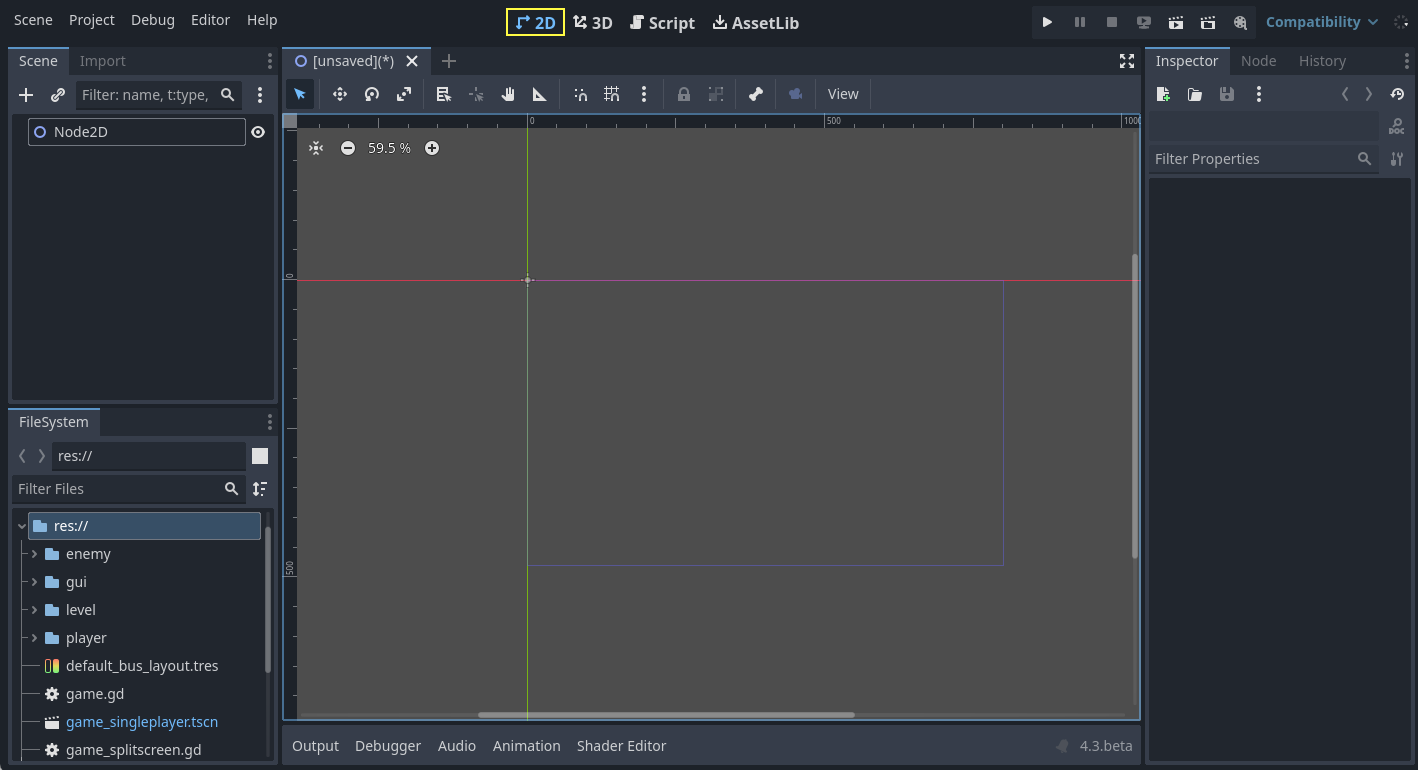 Scene Project Debug Editor Help 2D 3D Script AssetLib Compatibility
Scene Import [unsaved](*) Inspector Node History
Filter: name, t:type, View
Node2D 0 500 1000
59.5 % Filter Properties
0
FileSystem
res://
Filter Files
res://
enemy
500
gui
level
player
default_bus_layout.tres
game.gd
game_singleplayer.tscn
game_splitscreen.gd
Output Debugger Audio Animation Shader Editor 4.3.beta